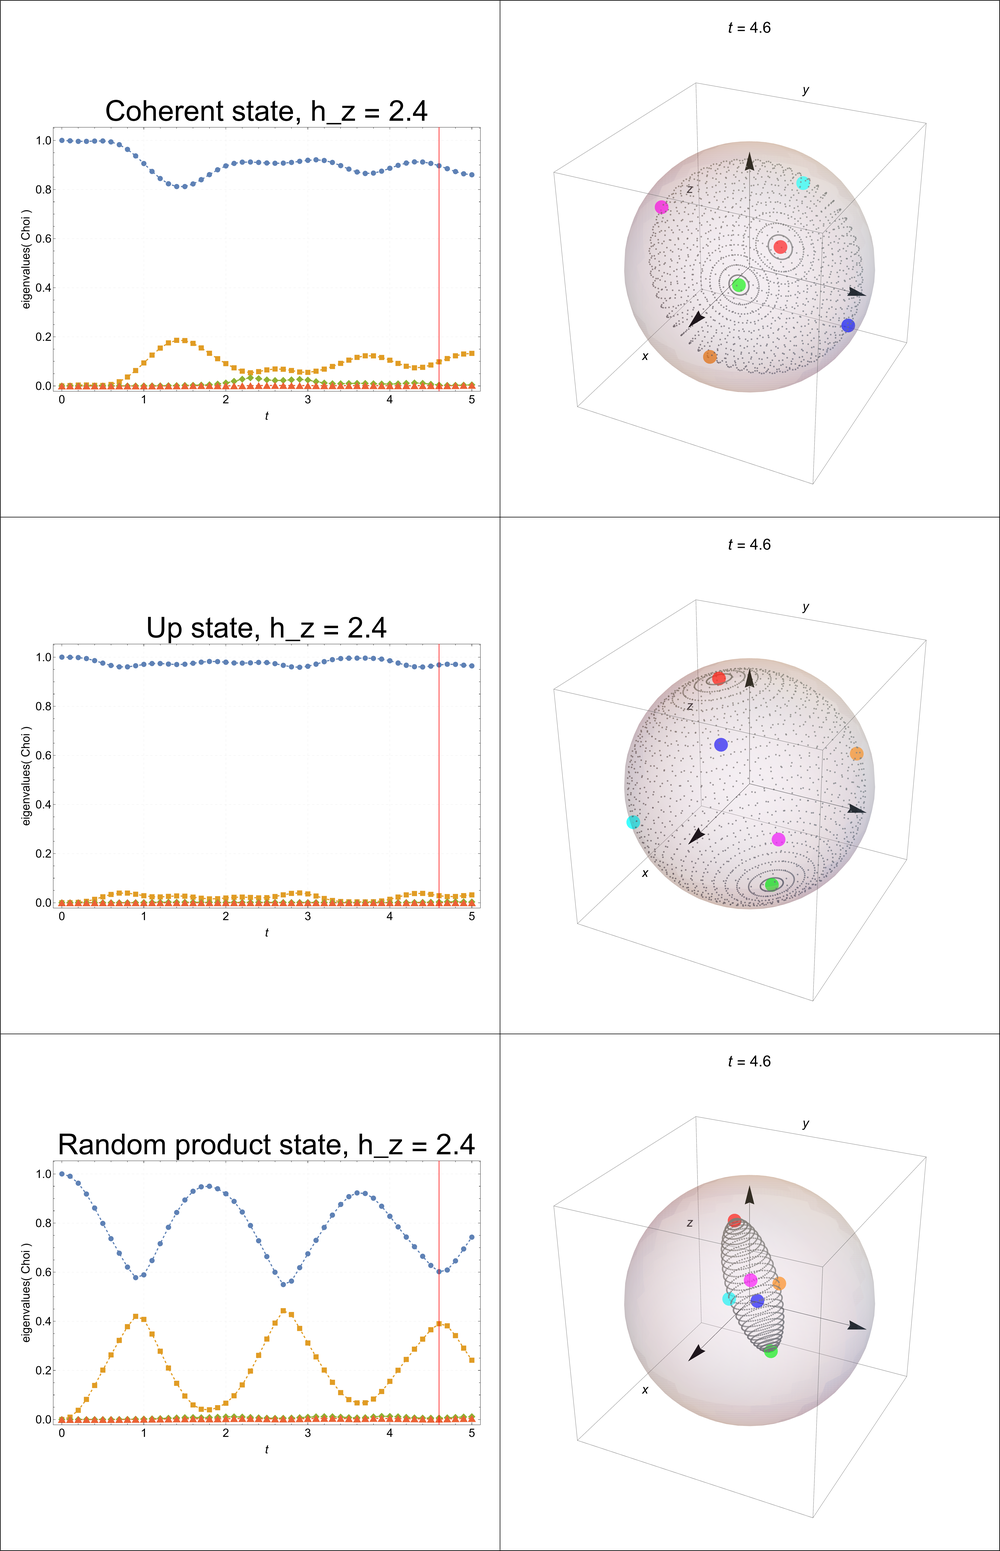 t = 4.6
Coherent state, h_z = 2.4
eigenvalues( Choi )
1.0
0.8
0.6
0.4
0.2
0.0
0 1 2 3 4 5
t
y
z
x
t = 4.6
Up state, h_z = 2.4
eigenvalues( Choi )
1.0
0.8
0.6
0.4
0.2
0.0
0 1 2 3 4 5
t
y
z
x
t = 4.6
Random product state, h_z = 2.4
eigenvalues( Choi )
1.0
0.8
0.6
0.4
0.2
0.0
0 1 2 3 4 5
t
y
z
x